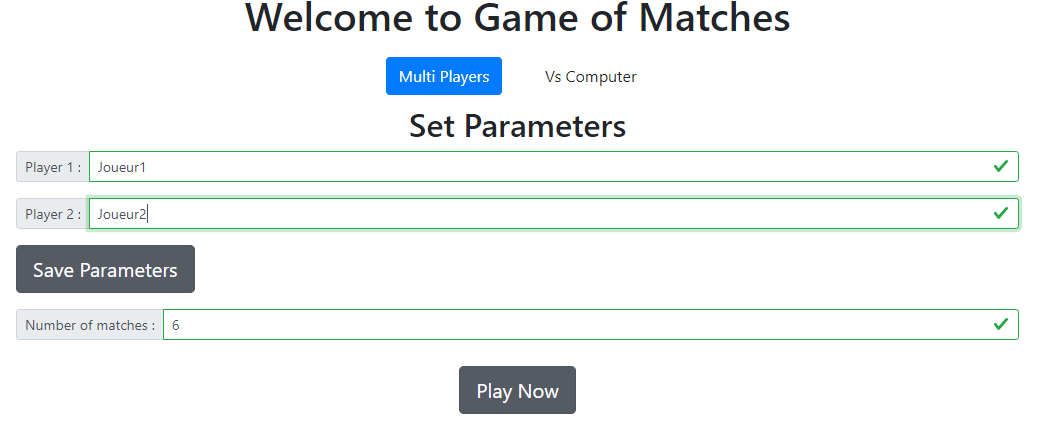 Welcome to Game of Matches
Multi Players Vs Computer
Set Parameters
Player 1 : Joueur1
Player 2 : Joueur2
Save Parameters
Number of matches : 6
Play Now